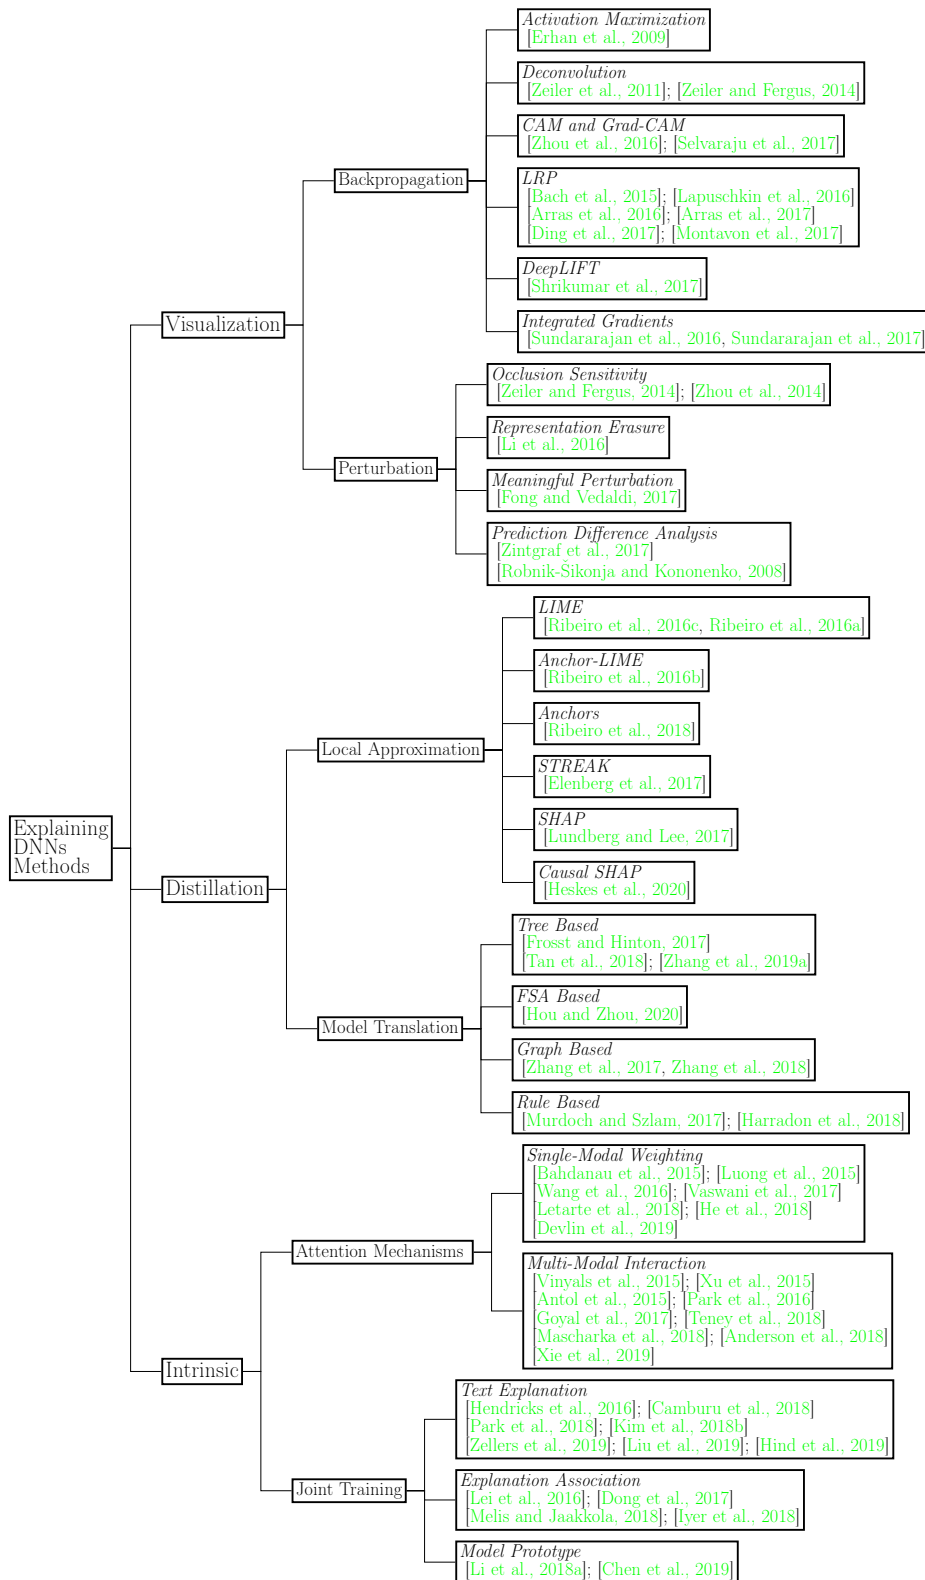 Activation Maximization
[Erhan et al., 2009]
Deconvolution
[Zeiler et al., 2011]; [Zeiler and Fergus, 2014]
CAM and Grad-CAM
[Zhou et al., 2016]; [Selvaraju et al., 2017]
Backpropagation
LRP
[Bach et al., 2015]; [Lapuschkin et al., 2016]
[Arras et al., 2016]; [Arras et al., 2017]
[Ding et al., 2017]; [Montavon et al., 2017]
DeepLIFT
[Shrikumar et al., 2017]
Visualization
Integrated Gradients
[Sundararajan et al., 2016, Sundararajan et al., 2017]
Occlusion Sensitivity
[Zeiler and Fergus, 2014]; [Zhou et al., 2014]
Representation Erasure
[Li et al., 2016]
Perturbation
Meaningful Perturbation
[Fong and Vedaldi, 2017]
Prediction Difference Analysis
[Zintgraf et al., 2017]
[Robnik-Šikonja and Kononenko, 2008]
LIME
[Ribeiro et al., 2016c, Ribeiro et al., 2016a]
Anchor-LIME
[Ribeiro et al., 2016b]
Anchors
[Ribeiro et al., 2018]
Local Approximation
STREAK
[Elenberg et al., 2017]
SHAP
[Lundberg and Lee, 2017]
Explaining
DNNs
Methods
Causal SHAP
[Heskes et al., 2020]
Distillation
Tree Based
[Frosst and Hinton, 2017]
[Tan et al., 2018]; [Zhang et al., 2019a]
FSA Based
[Hou and Zhou, 2020]
Model Translation
Graph Based
[Zhang et al., 2017, Zhang et al., 2018]
Rule Based
[Murdoch and Szlam, 2017]; [Harradon et al., 2018]
Single-Modal Weighting
[Bahdanau et al., 2015]; [Luong et al., 2015]
[Wang et al., 2016]; [Vaswani et al., 2017]
[Letarte et al., 2018]; [He et al., 2018]
[Devlin et al., 2019]
Attention Mechanisms
Multi-Modal Interaction
[Vinyals et al., 2015]; [Xu et al., 2015]
[Antol et al., 2015]; [Park et al., 2016]
[Goyal et al., 2017]; [Teney et al., 2018]
[Mascharka et al., 2018]; [Anderson et al., 2018]
[Xie et al., 2019]
Intrinsic
Text Explanation
[Hendricks et al., 2016]; [Camburu et al., 2018]
[Park et al., 2018]; [Kim et al., 2018b]
[Zellers et al., 2019]; [Liu et al., 2019]; [Hind et al., 2019]
Joint Training
Explanation Association
[Lei et al., 2016]; [Dong et al., 2017]
[Melis and Jaakkola, 2018]; [Iyer et al., 2018]
Model Prototype
[Li et al., 2018a]; [Chen et al., 2019]